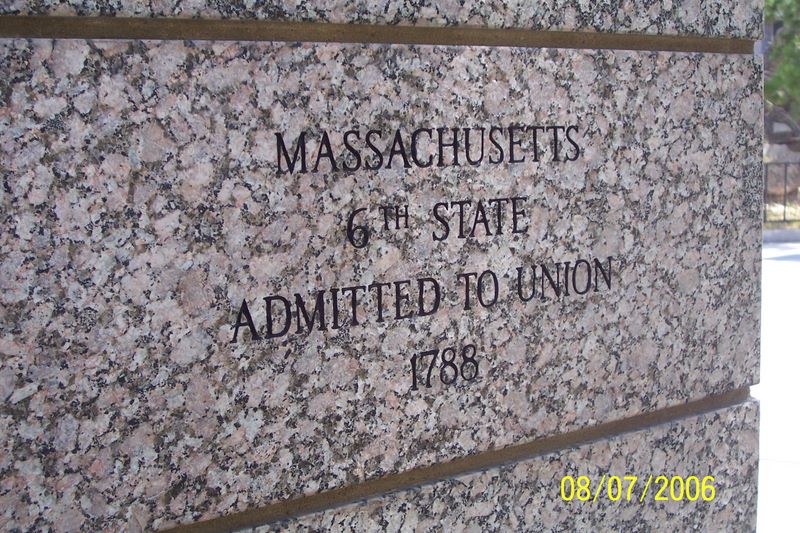 MASSACHUSETTS
6TH STATE
ADMITTED TO UNION
1788
08/07/2006